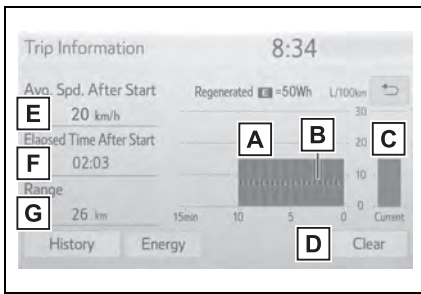 Trip Information 8:34
Avg. Spd. After Start Regenerated E =50Wh L/100km
30
E 20 km/h
A B C
Elapsed Time After Start 20
F 02:03
10
Range
G 26 km
0
15min 10 5 0 Current
History Energy D Clear